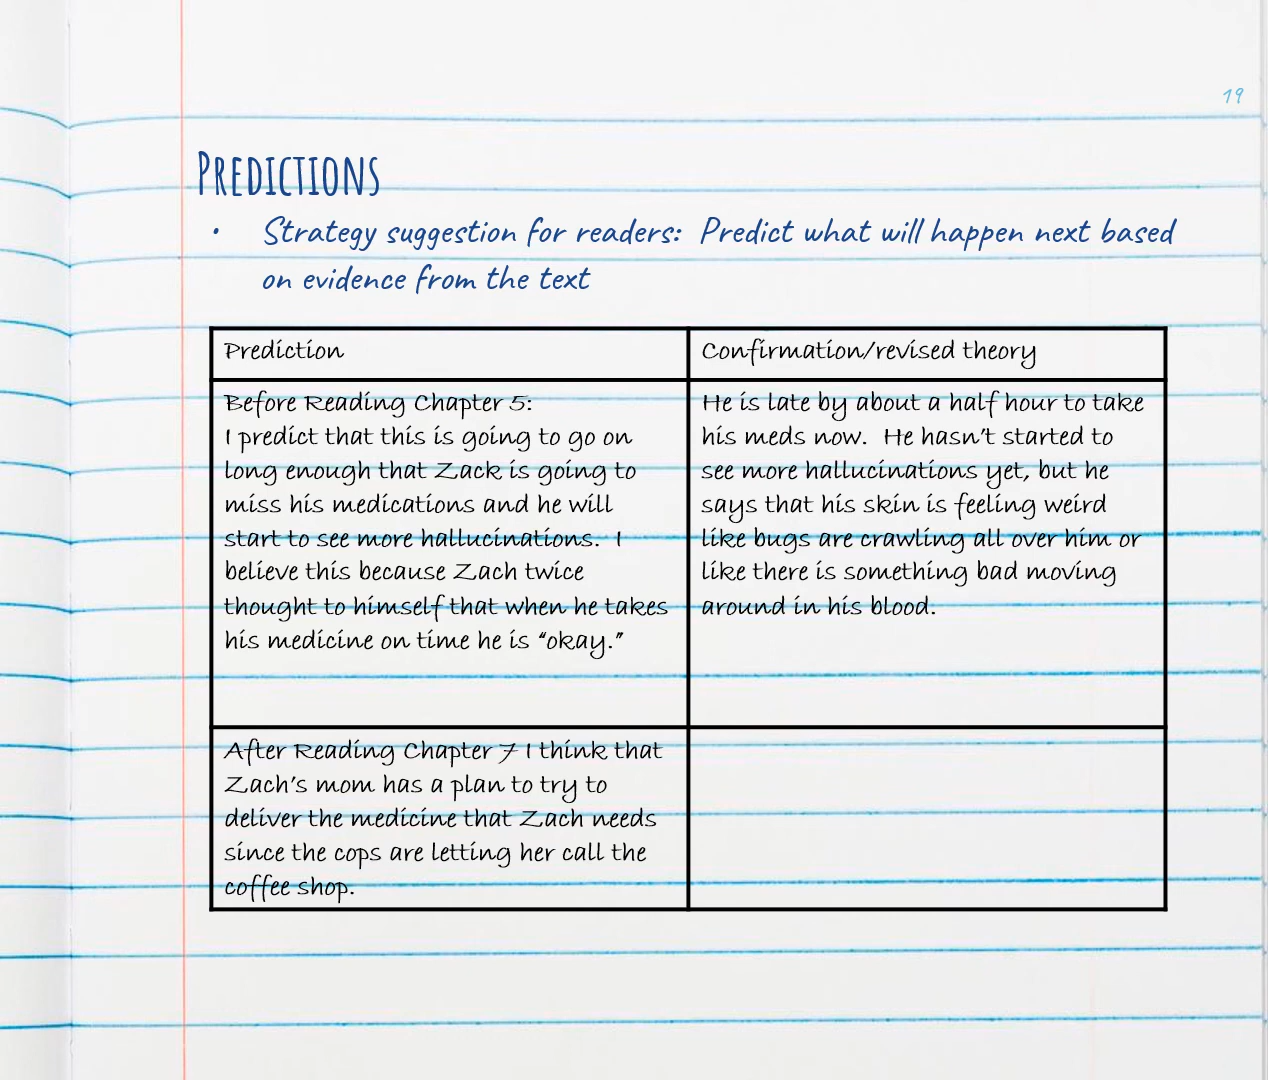 19
Predictions
• Strategy suggestion for readers: Predict what will happen next based
on evidence from the text
Prediction
Confirmation/revised theory
Before Reading Chapter 5:
I predict that this is going to go on
long enough that Zack is going to
miss his medications and he will
start to see more hallucinations. I
believe this because Zach twice
thought to himself that when he takes
his medicine on time he is “okay.”
He is late by about a half hour to take
his meds now. He hasn’t started to
see more hallucinations yet, but he
says that his skin is feeling weird
like bugs are crawling all over him or
like there is something bad moving
around in his blood.
After Reading Chapter 7 I think that
Zach’s mom has a plan to try to
deliver the medicine that Zach needs
since the cops are letting her call the
coffee shop.